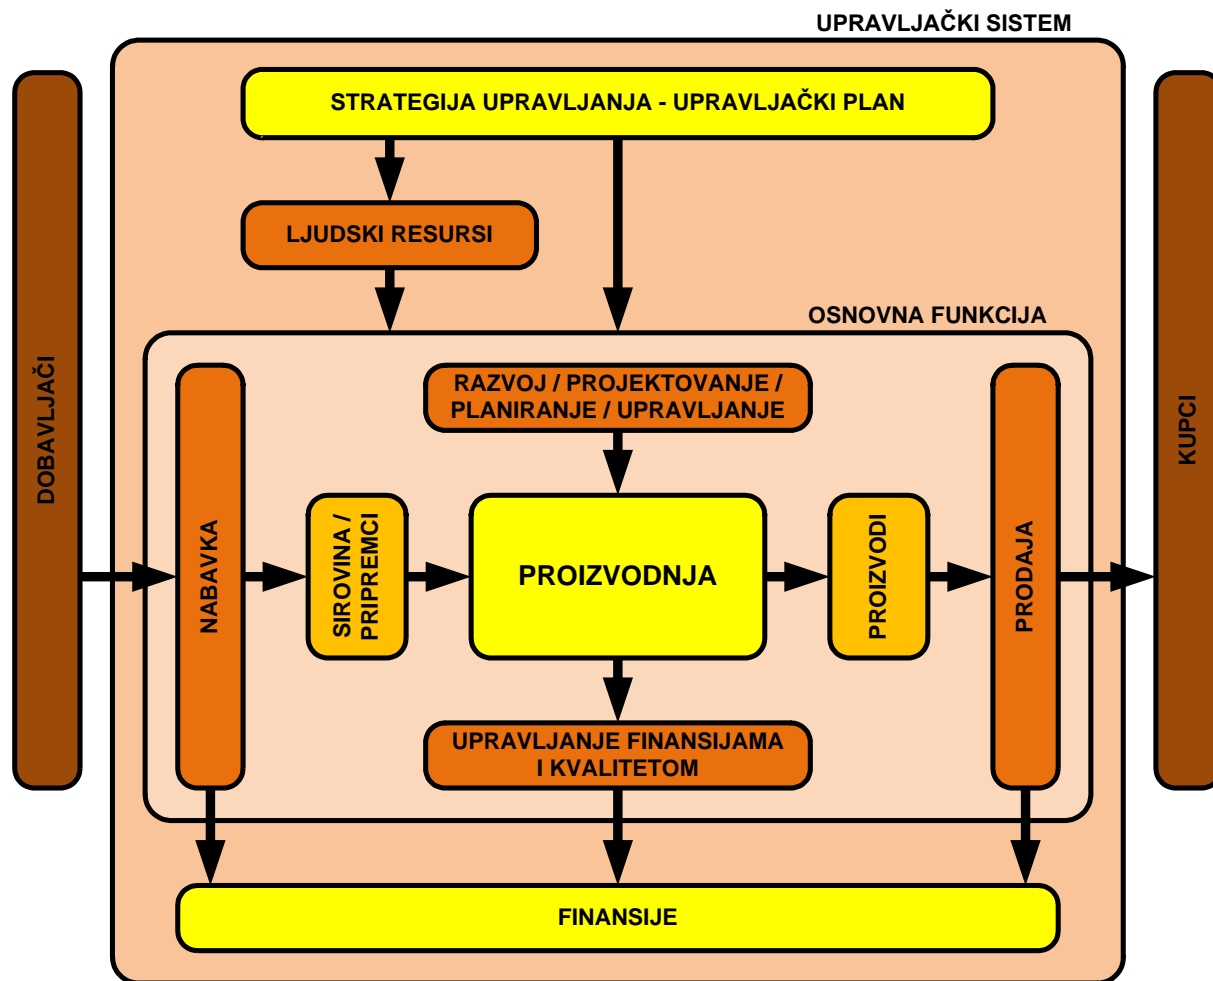 UPRAVLJAČKI SISTEM
STRATEGIJA UPRAVLJANJA - UPRAVLJAČKI PLAN
LJUDSKI RESURSI
OSNOVNA FUNKCIJA
DOBAVLJAČI
NABAVKA
SIROVINA /
PRIPREMCI
RAZVOJ / PROJEKTOVANJE /
PLANIRANJE / UPRAVLJANJE
PROIZVODNJA
UPRAVLJANJE FINANSIJAMA
I KVALITETOM
PROIZVODI
PRODAJA
KUPCI
FINANSIJE